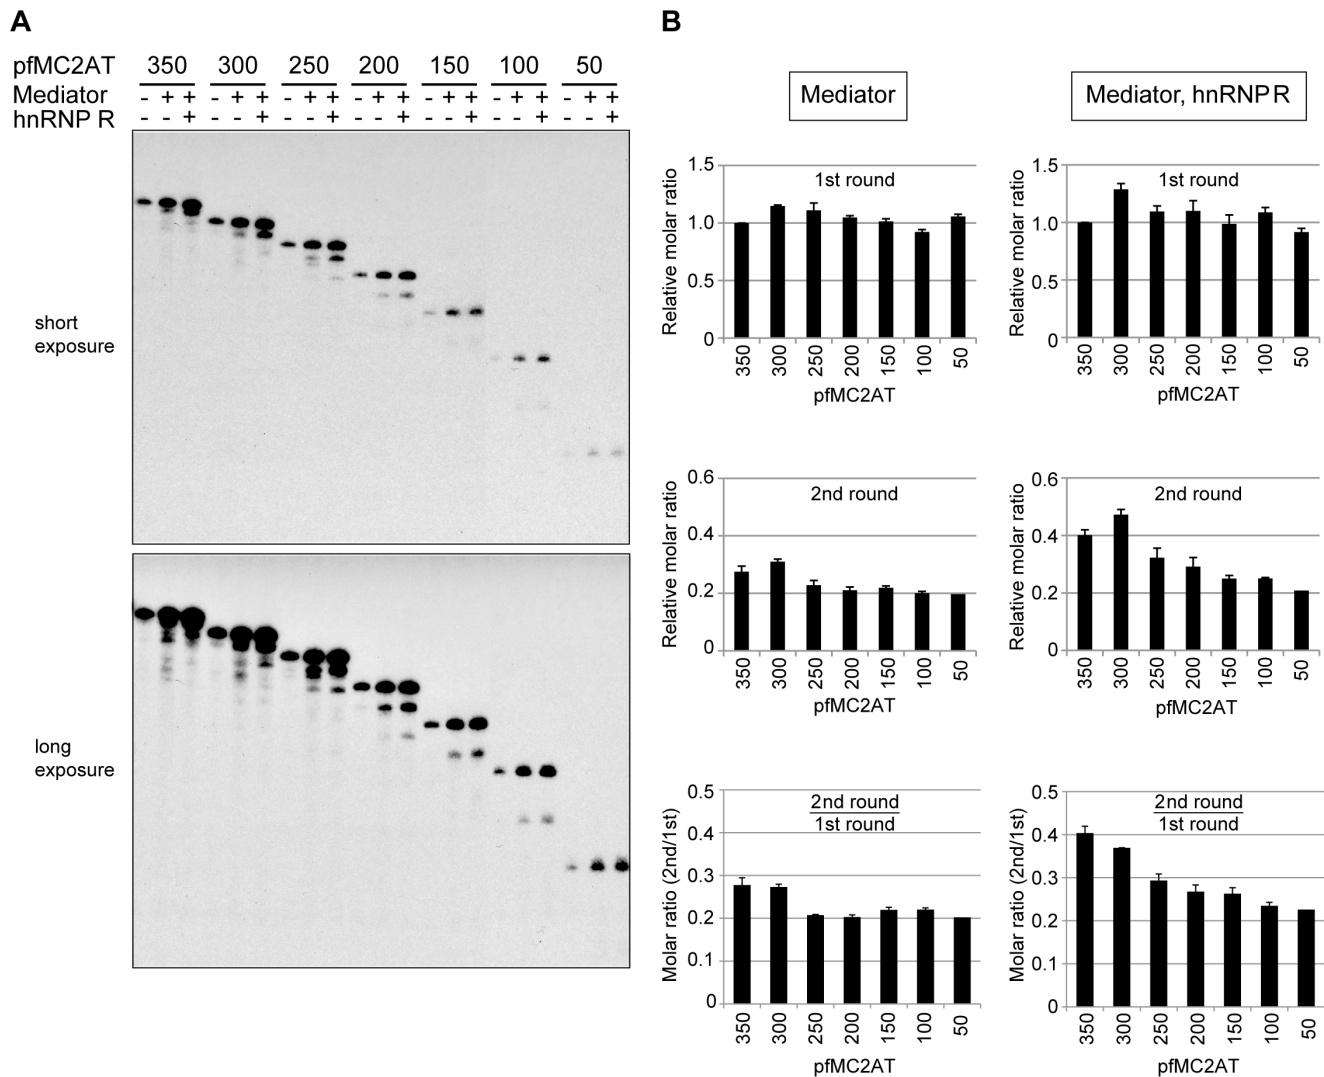 A
pfMC2AT 350 300 250 200 150 100 50
Mediator - + + - + + - + + - + + - + + - + + - + +
hnRNP R - - + - - + - - + - - + - - + - - + - - +
short
exposure
long
exposure
B
Mediator
Mediator, hnRNP R
1st round
Relative molar ratio
1.5
1.0
0.5
0
350 300 250 200 150 100 50
pfMC2AT
1st round
Relative molar ratio
1.5
1.0
0.5
0
350 300 250 200 150 100 50
pfMC2AT
2nd round
Relative molar ratio
0.6
0.4
0.2
0
350 300 250 200 150 100 50
pfMC2AT
2nd round
Relative molar ratio
0.6
0.4
0.2
0
350 300 250 200 150 100 50
pfMC2AT
2nd round
1st round
Molar ratio (2nd/1st)
0.5
0.4
0.3
0.2
0.1
0
350 300 250 200 150 100 50
pfMC2AT
2nd round
1st round
Molar ratio (2nd/1st)
0.5
0.4
0.3
0.2
0.1
0
350 300 250 200 150 100 50
pfMC2AT